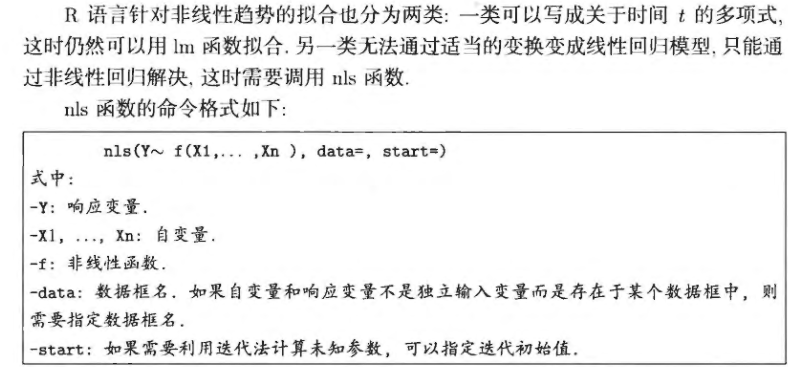 R 语言针对非线性趋势的拟合也分为两类: 一类可以写成关于时间 t 的多项式,
这时仍然可以用 lm 函数拟合. 另一类无法通过适当的变换变成线性回归模型, 只能通
过非线性回归解决, 这时需要调用 nls 函数.
nls 函数的命令格式如下:
nls(Y~ f(X1,... ,Xn ), data=, start=)
式中:
-Y: 响应变量.
-X1, ..., Xn: 自变量.
-f: 非线性函数.
-data: 数据框名. 如果自变量和响应变量不是独立输入变量而是存在于某个数据框中, 则
需要指定数据框名.
-start: 如果需要利用迭代法计算未知参数, 可以指定迭代初始值.